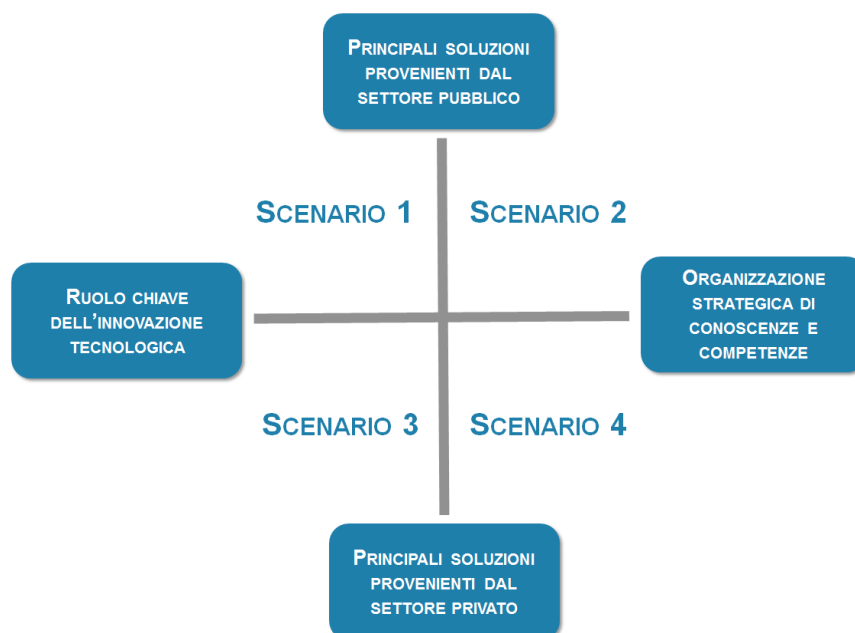 PRINCIPALI SOLUZIONI
PROVENIENTI DAL
SETTORE PUBBLICO
SCENARIO 1
SCENARIO 2
RUOLO CHIAVE
DELL'INNOVAZIONE
TECNOLOGICA
ORGANIZZAZIONE
STRATEGICA DI
CONOSCENZE E
COMPETENZE
SCENARIO 3
SCENARIO 4
PRINCIPALI SOLUZIONI
PROVENIENTI DAL
SETTORE PRIVATO